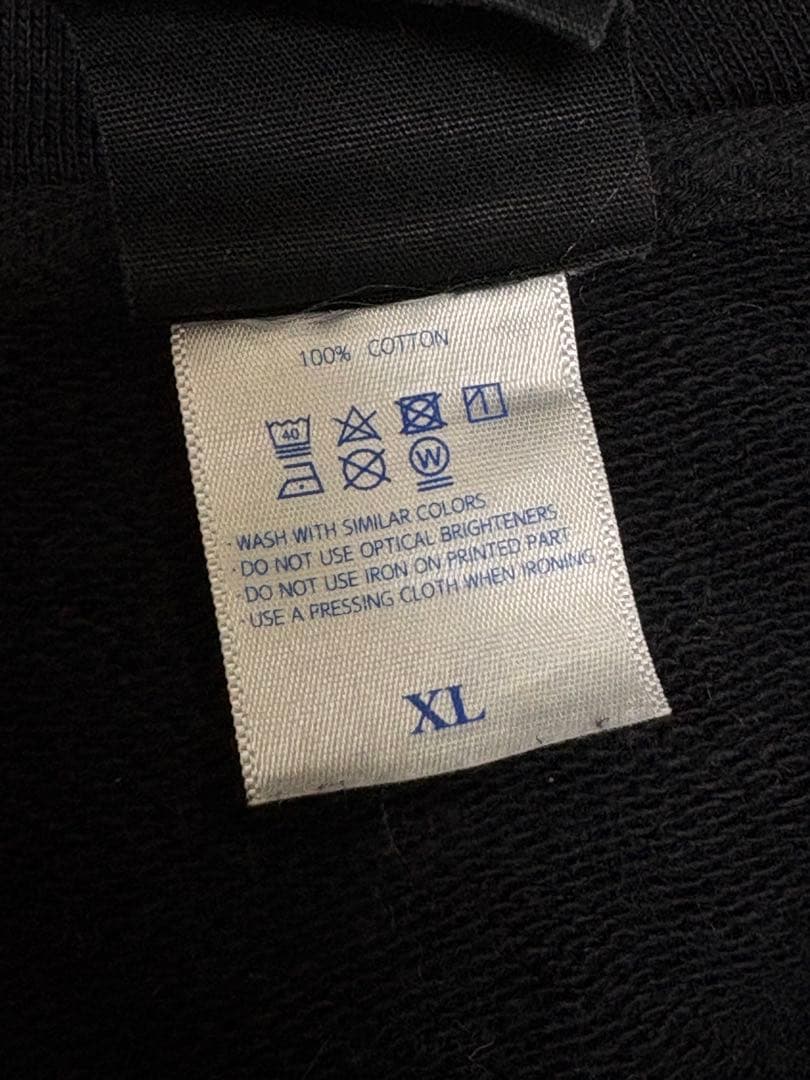 100% COTTON
40
W
·WASH WITH SIMILAR COLORS
·DO NOT USE OPTICAL BRIGHTENERS
·DO NOT USE IRON ON PRINTED PART
·USE A PRESSING CLOTH WHEN IRONING
XL